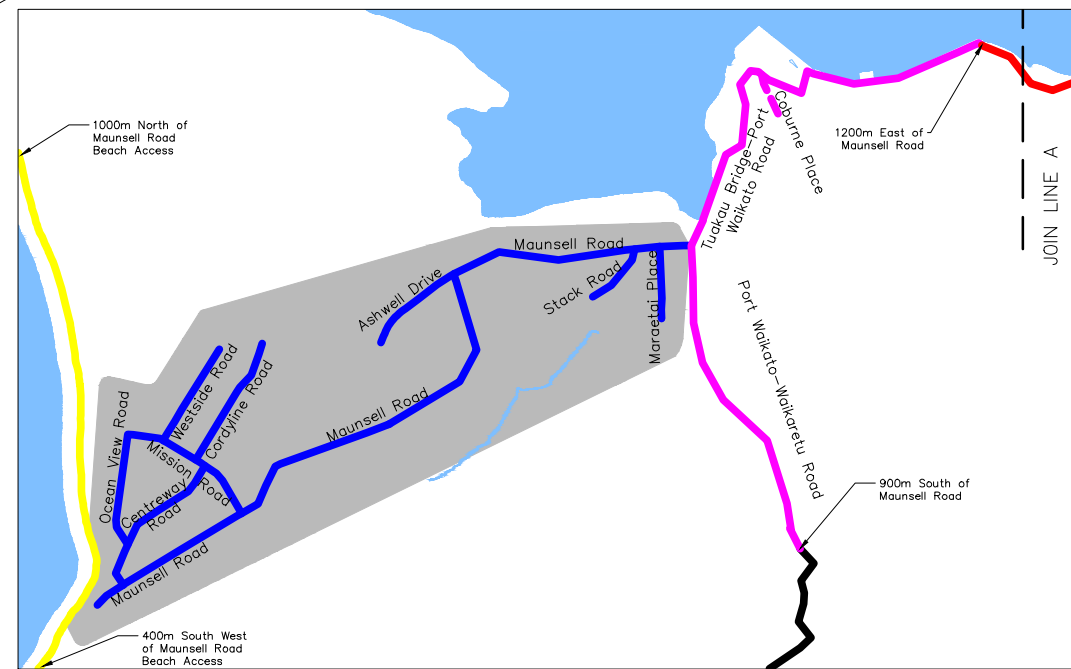 1000m North of
Maunsell Road
Beach Access
1200m East of
Maunsell Road
JOIN LINE A
Tuakau Bridge-Port
Waikato Road
Coburne Place
Maunsell Road
Ashwell Drive
Stack Road
Maraetai Place
Port Waikato-Waikaretu Road
Westside Road
Cordyline Road
Ocean View Road
Mission Road
Centreway
Road
Maunsell Road
Maunsell Road
900m South of
Maunsell Road
400m South West
of Maunsell Road
Beach Access